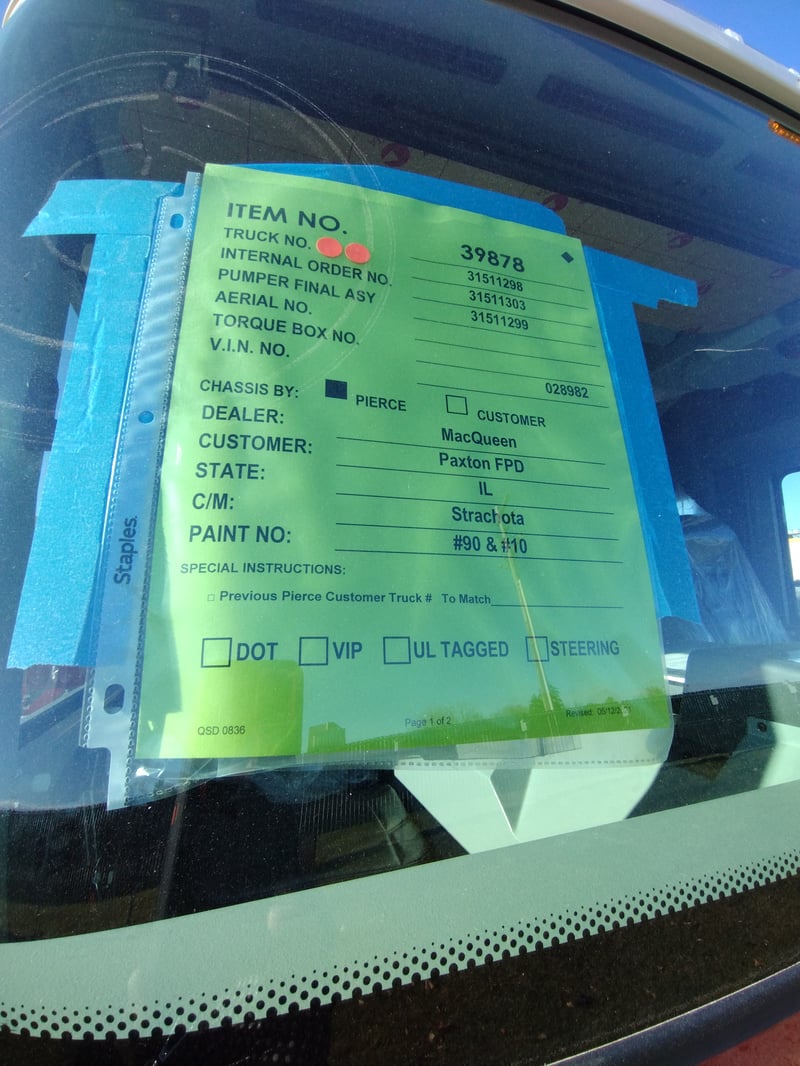 ITEM NO.
TRUCK NO. 39878
INTERNAL ORDER NO. 31511298
PUMPER FINAL ASY 31511303
AERIAL NO. 31511299
TORQUE BOX NO.
V.I.N. NO. 028982
CHASSIS BY: PIERCE CUSTOMER
DEALER: MacQueen
CUSTOMER: Paxton FPD
STATE: IL
C/M: Strachota
PAINT NO: #90 & #10
SPECIAL INSTRUCTIONS:
Previous Pierce Customer Truck # To Match
DOT VIP UL TAGGED STEERING
QSD 0836 Page 1 of 2 Revised:
Staples